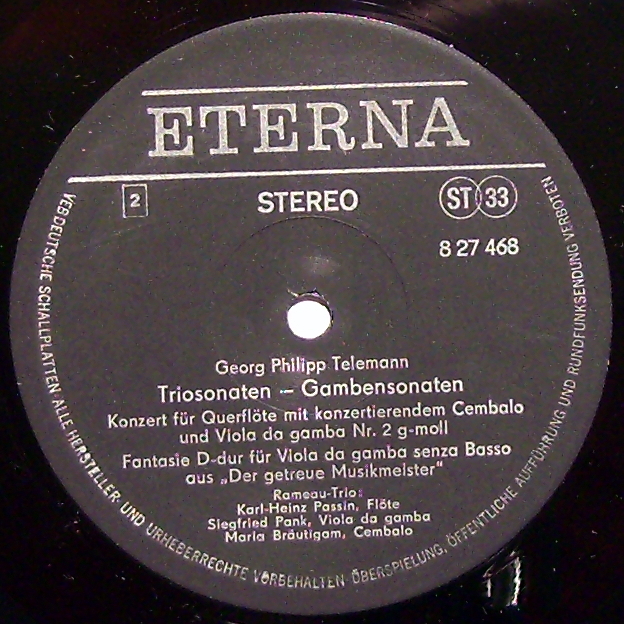 ETERNA
2
STEREO
ST 33
8 27 468
Georg Philipp Telemann
Triosonaten – Gambensonaten
Konzert für Querflöte mit konzertierendem Cembalo
und Viola da gamba Nr. 2 g-moll
Fantasie D-dur für Viola da gamba senza Basso
aus „Der getreue Musikmeister“
Rameau-Trio:
Karl-Heinz Passin, Flöte
Siegfried Pank, Viola da gamba
Maria Bräutigam, Cembalo
VEB DEUTSCHE SCHALLPLATTEN · ALLE HERSTELLER- UND URHEBERRECHTE VORBEHALTEN · ÜBERSPIELUNG, ÖFFENTLICHE AUFFÜHRUNG UND RUNDFUNKSENDUNG VERBOTEN